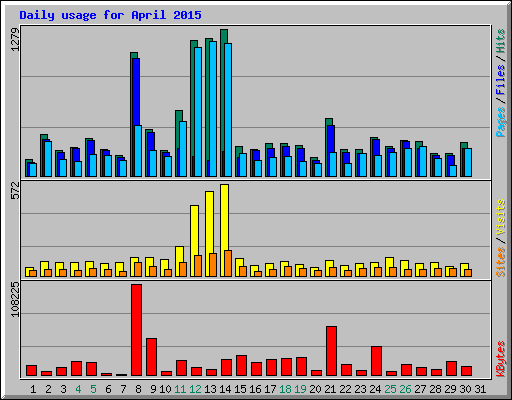 Daily usage for April 2015
1279
Pages / Files / Hits
572
Sites / Visits
108225
KBytes
1 2 3 4 5 6 7 8 9 10 11 12 13 14 15 16 17 18 19 20 21 22 23 24 25 26 27 28 29 30 31